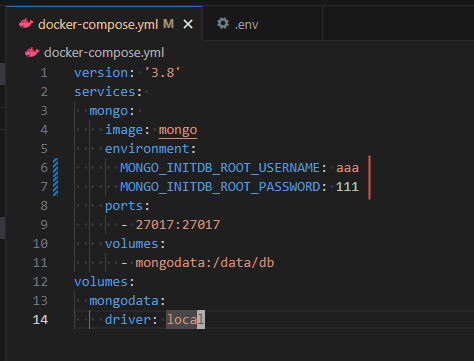 docker-compose.yml M
.env
docker-compose.yml
1 version: '3.8'
2 services:
3 mongo:
4 image: mongo
5 environment:
6 MONGO_INITDB_ROOT_USERNAME: aaa
7 MONGO_INITDB_ROOT_PASSWORD: 111
8 ports:
9 - 27017:27017
10 volumes:
11 - mongodata:/data/db
12 volumes:
13 mongodata:
14 driver: local